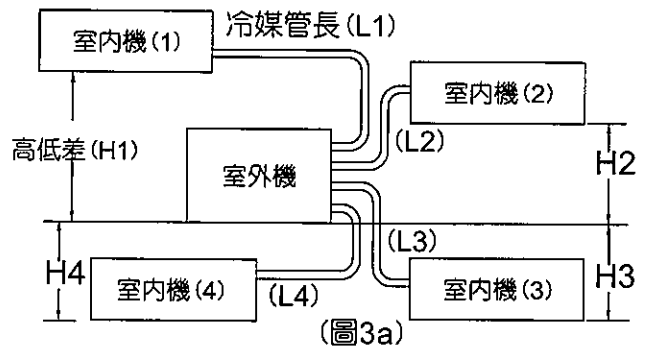 室內機(1)
冷媒管長(L1)
室內機(2)
高低差(H1)
(L2)
室外機
H2
H4
(L3)
H3
室內機(4)
(L4)
室內機(3)
(圖3a)